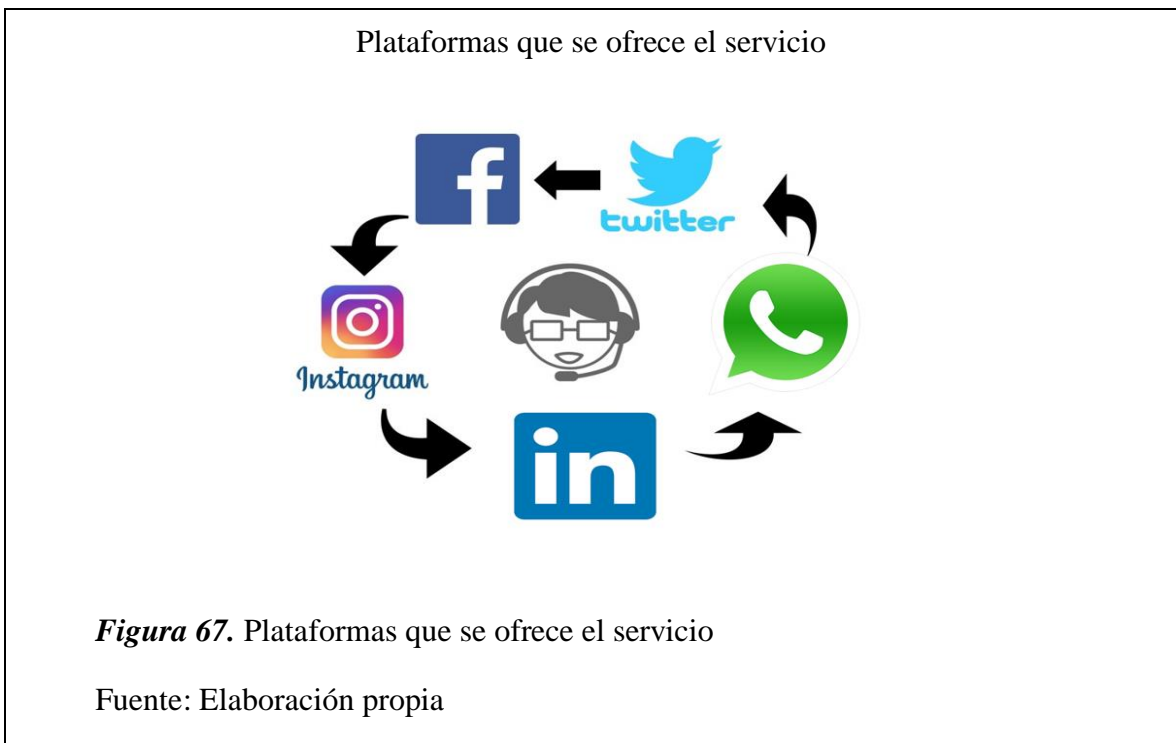 Plataformas que se ofrece el servicio
f
twitter
Instagram
in
Figura 67. Plataformas que se ofrece el servicio
Fuente: Elaboración propia